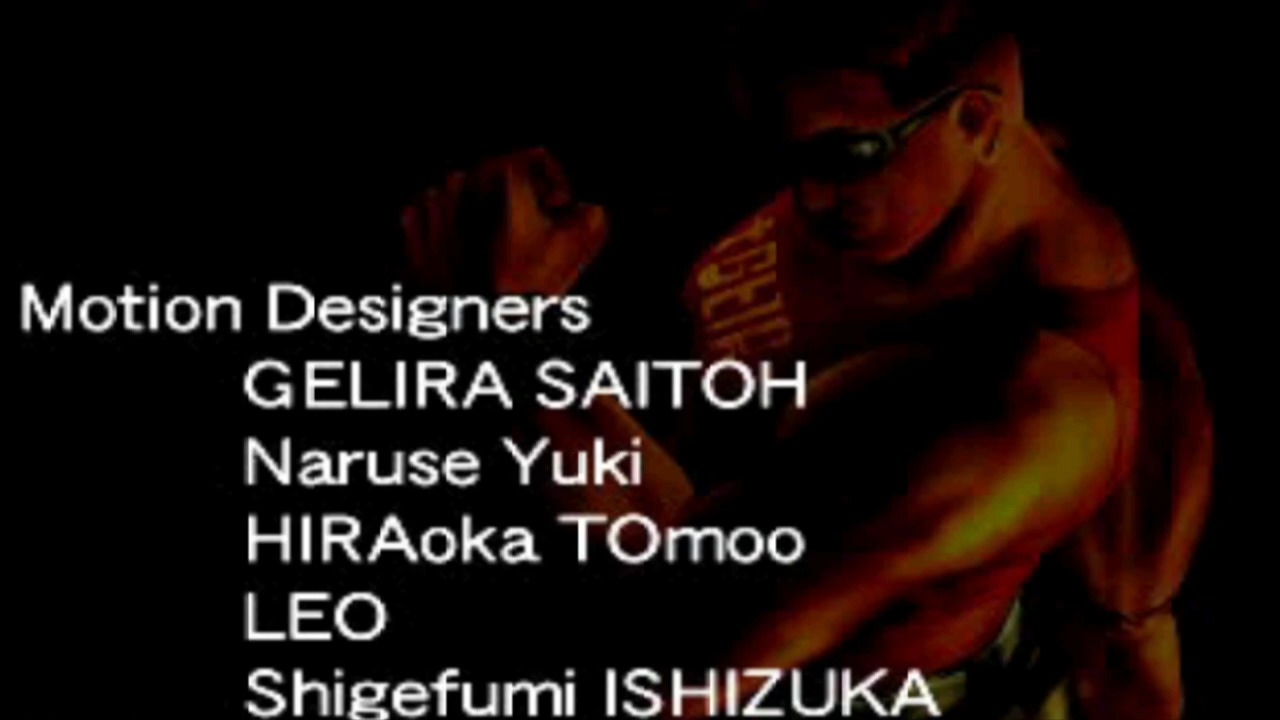 Motion Designers
GELIRA SAITOH
Naruse Yuki
HIRAoka TOmoo
LEO
Shigefumi ISHIZUKA